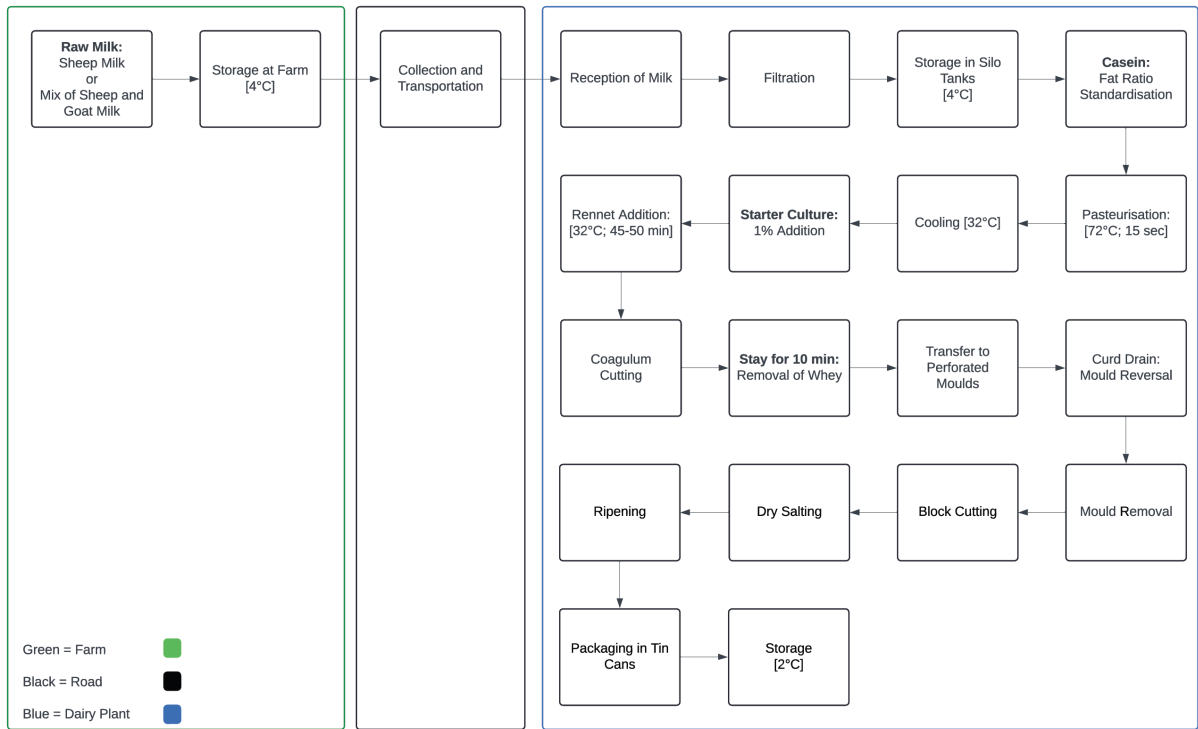 Raw Milk:
Sheep Milk
or
Mix of Sheep and
Goat Milk
Storage at Farm
[4°C]
Collection and
Transportation
Reception of Milk
Filtration
Storage in Silo
Tanks
[4°C]
Casein:
Fat Ratio
Standardisation
Pasteurisation:
[72°C; 15 sec]
Cooling [32°C]
Starter Culture:
1% Addition
Rennet Addition:
[32°C; 45-50 min]
Coagulum
Cutting
Stay for 10 min:
Removal of Whey
Transfer to
Perforated
Moulds
Curd Drain:
Mould Reversal
Mould Removal
Block Cutting
Dry Salting
Ripening
Packaging in Tin
Cans
Storage
[2°C]
Green = Farm
Black = Road
Blue = Dairy Plant